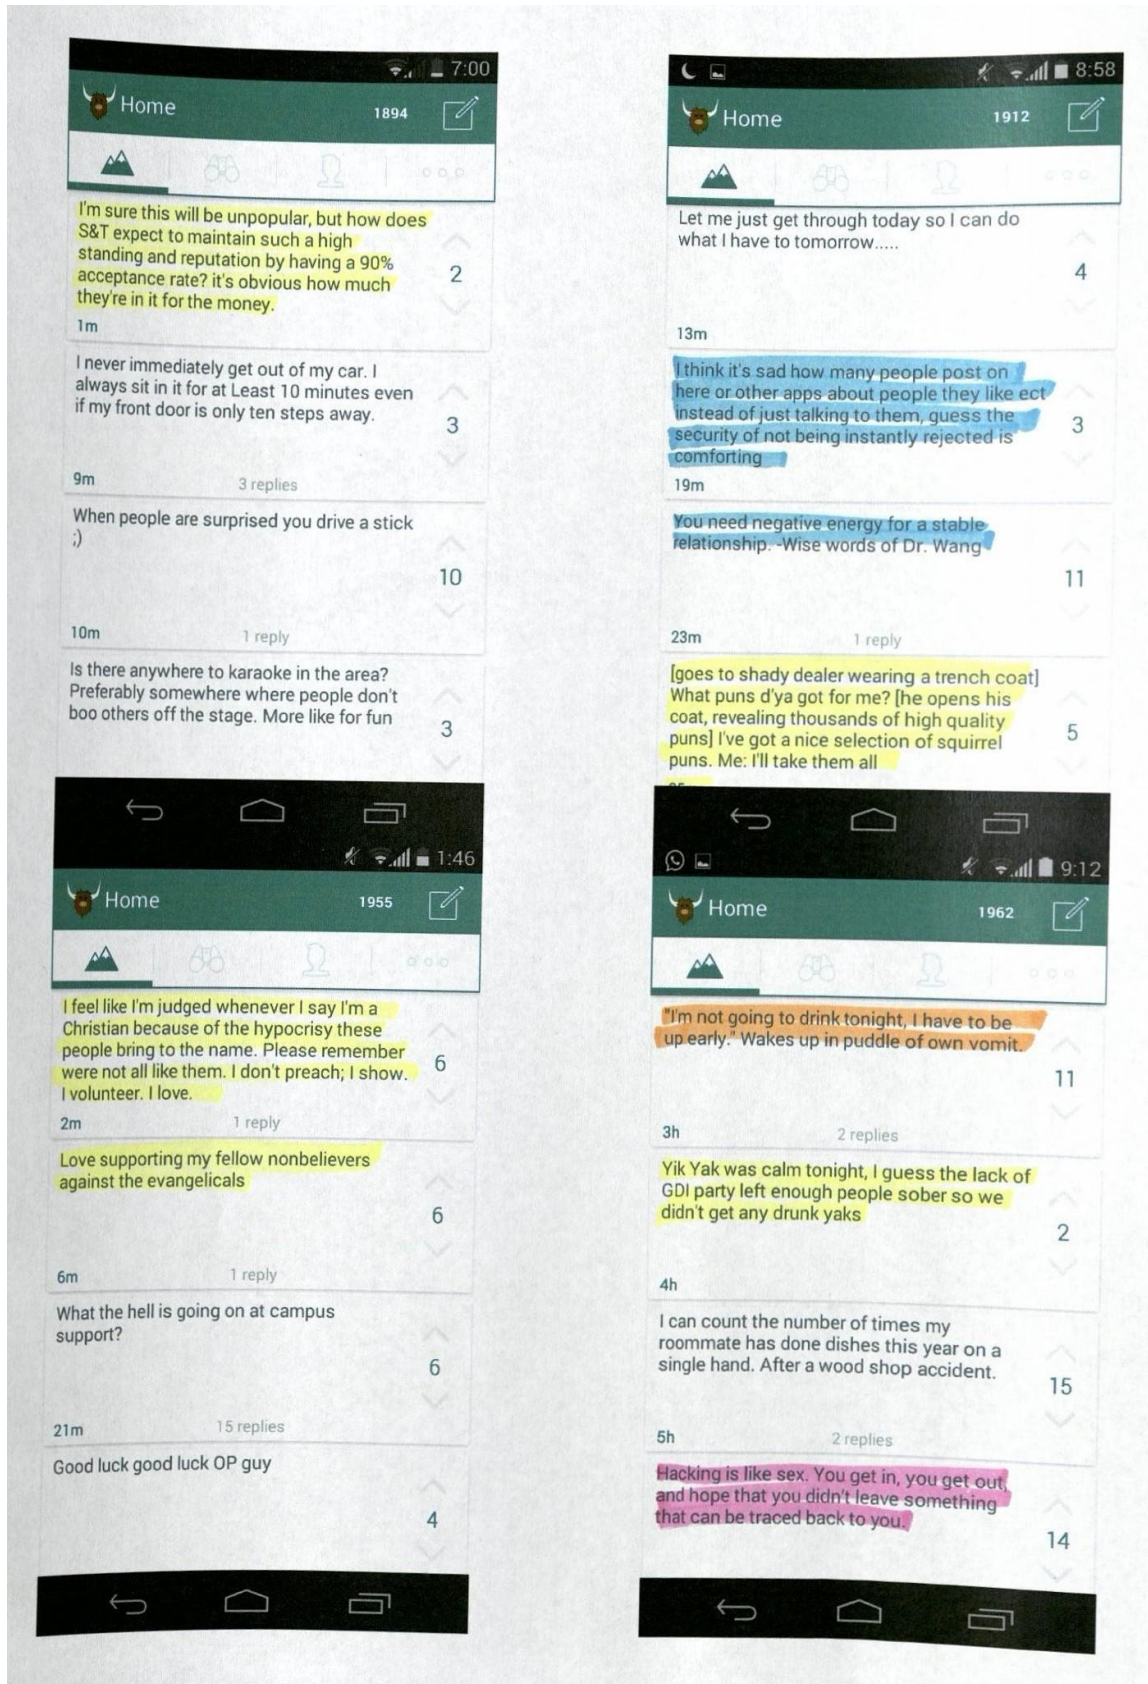 7:00
Home
1894
I'm sure this will be unpopular, but how does
S&T expect to maintain such a high
standing and reputation by having a 90%
acceptance rate? it's obvious how much
they're in it for the money.
2
1m
I never immediately get out of my car. I
always sit in it for at Least 10 minutes even
if my front door is only ten steps away.
3
9m
3 replies
When people are surprised you drive a stick
;)
10
10m
1 reply
Is there anywhere to karaoke in the area?
Preferably somewhere where people don't
boo others off the stage. More like for fun
3
8:58
Home
1912
Let me just get through today so I can do
what I have to tomorrow.....
4
13m
I think it's sad how many people post on
here or other apps about people they like ect
instead of just talking to them, guess the
security of not being instantly rejected is
comforting
3
19m
You need negative energy for a stable
relationship. -Wise words of Dr. Wang
11
23m
1 reply
[goes to shady dealer wearing a trench coat]
What puns d'ya got for me? [he opens his
coat, revealing thousands of high quality
puns] I've got a nice selection of squirrel
puns. Me: I'll take them all
5
1:46
Home
1955
I feel like I'm judged whenever I say I'm a
Christian because of the hypocrisy these
people bring to the name. Please remember
were not all like them. I don't preach; I show.
I volunteer. I love.
6
2m
1 reply
Love supporting my fellow nonbelievers
against the evangelicals
6
6m
1 reply
What the hell is going on at campus
support?
6
21m
15 replies
Good luck good luck OP guy
4
9:12
Home
1962
"I'm not going to drink tonight, I have to be
up early." Wakes up in puddle of own vomit.
11
3h
2 replies
Yik Yak was calm tonight, I guess the lack of
GDI party left enough people sober so we
didn't get any drunk yaks
2
4h
I can count the number of times my
roommate has done dishes this year on a
single hand. After a wood shop accident.
15
5h
2 replies
Hacking is like sex. You get in, you get out,
and hope that you didn't leave something
that can be traced back to you.
14